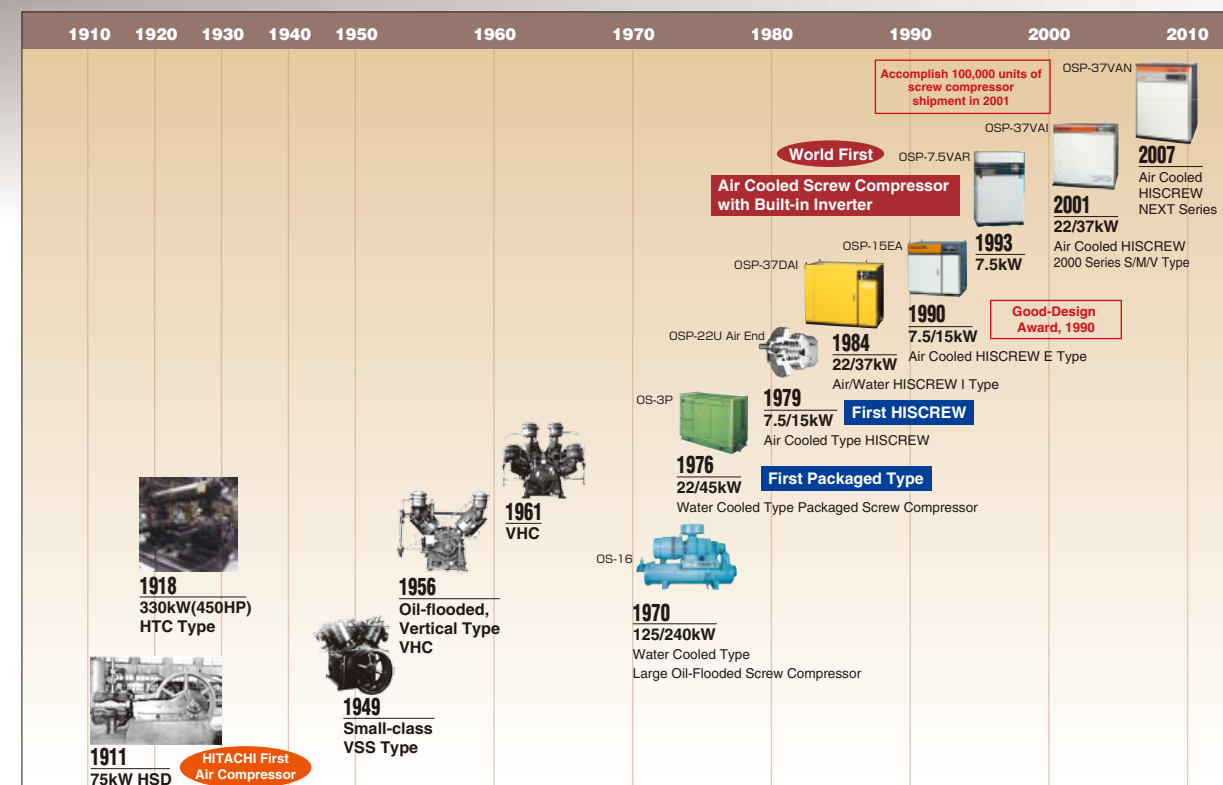 1910 1920 1930 1940 1950 1960 1970 1980 1990 2000 2010
Accomplish 100,000 units of
screw compressor
shipment in 2001
OSP-37VAN
2007
Air Cooled
HISCREW
NEXT Series
OSP-37VAI
2001
22/37kW
Air Cooled HISCREW
2000 Series S/M/V Type
World First
Air Cooled Screw Compressor
with Built-in Inverter
OSP-7.5VAR
1993
7.5kW
OSP-15EA
1990
7.5/15kW
Air Cooled HISCREW E Type
Good-Design
Award, 1990
OSP-37DAI
1984
22/37kW
Air/Water HISCREW I Type
OSP-22U Air End
1979
7.5/15kW
Air Cooled Type HISCREW
First HISCREW
OS-3P
1976
22/45kW
Water Cooled Type Packaged Screw Compressor
First Packaged Type
OS-16
1970
125/240kW
Water Cooled Type
Large Oil-Flooded Screw Compressor
1961
VHC
1956
Oil-flooded,
Vertical Type
VHC
1949
Small-class
VSS Type
1918
330kW(450HP)
HTC Type
1911
75kW HSD
HITACHI First
Air Compressor